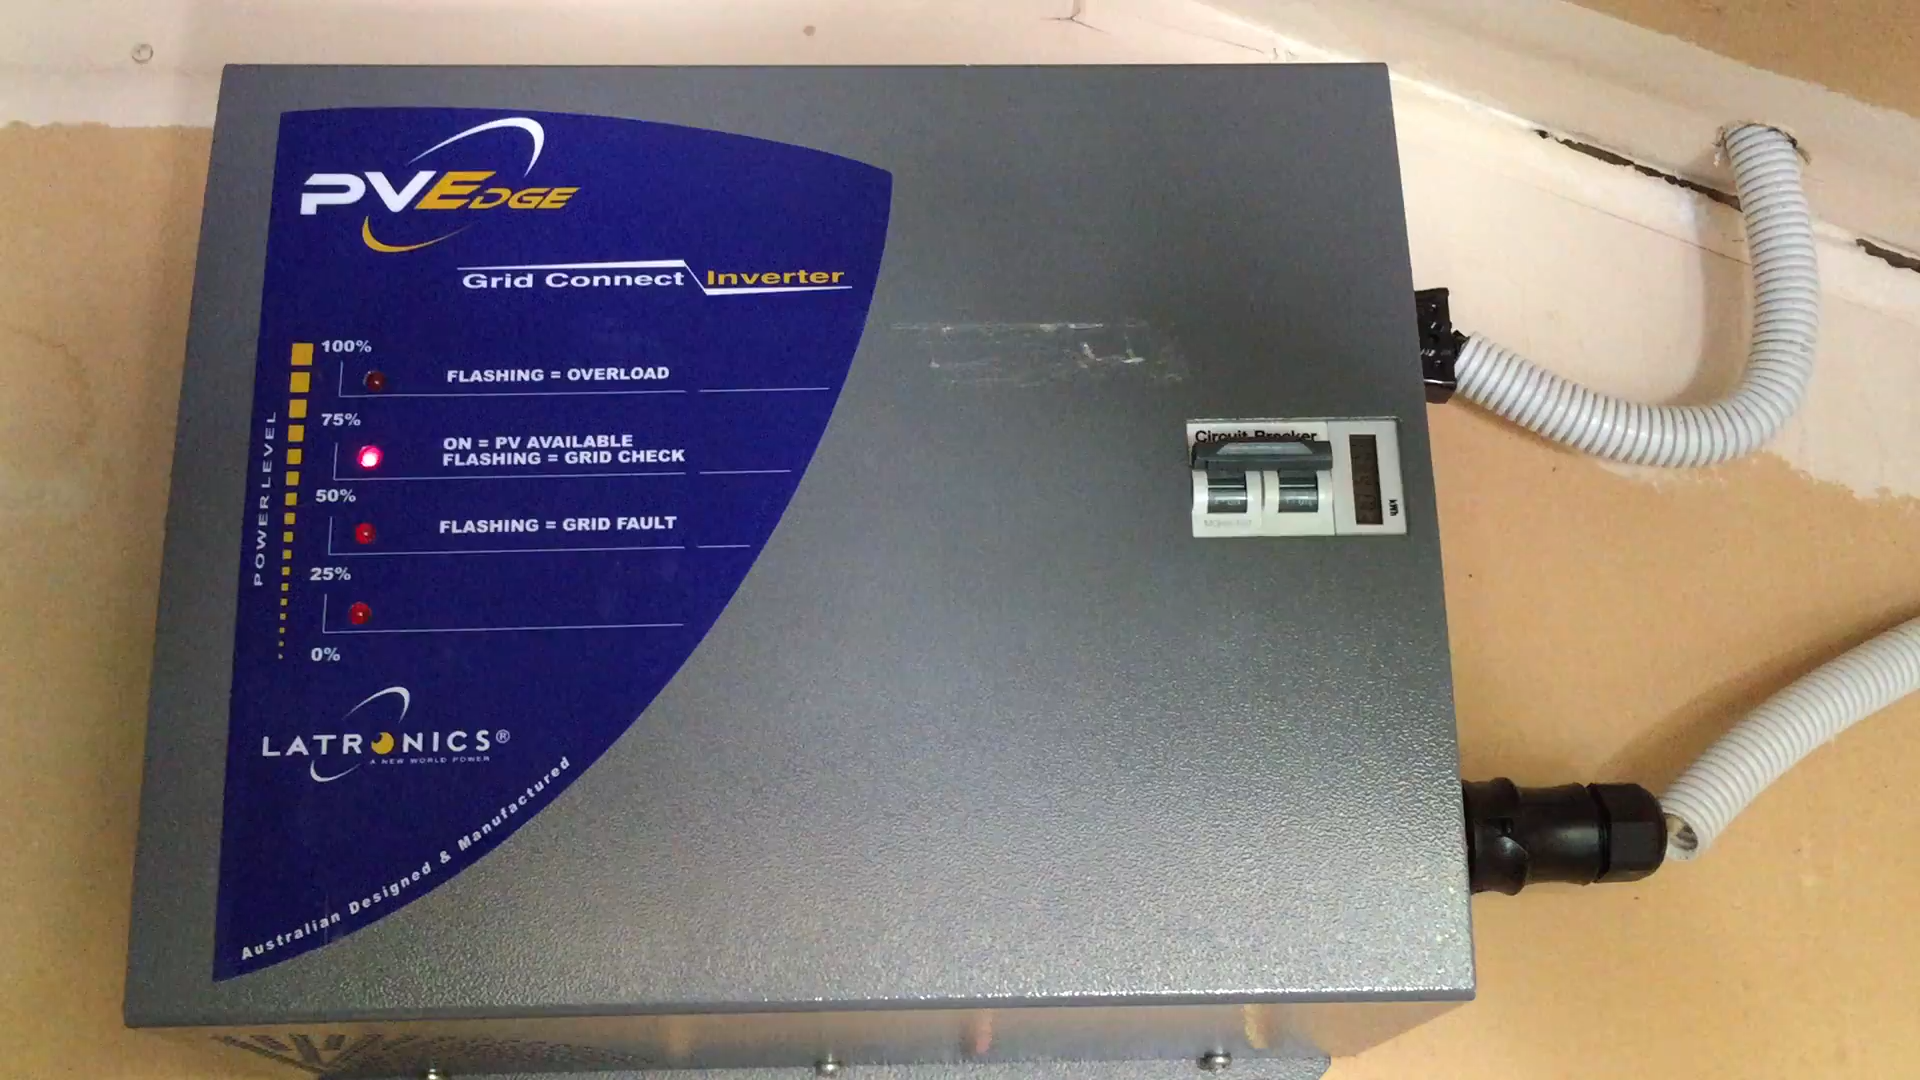 PVEDGE
Grid Connect Inverter
100%
FLASHING = OVERLOAD
75%
ON = PV AVAILABLE
FLASHING = GRID CHECK
50%
FLASHING = GRID FAULT
25%
0%
POWER LEVEL
LATRONICS®
A NEW WORLD POWER
Australian Designed & Manufactured
Circuit Breaker